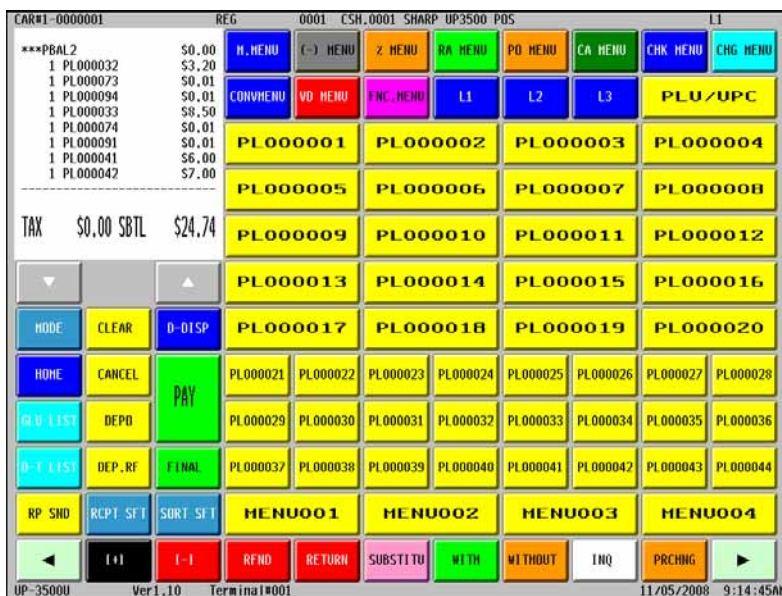 CAR#1-0000001 REG 0001 CSH.0001 SHARP UP3500 POS L1
***PBAL2 $0.00
1 PL000032 $3.20
1 PL000073 $0.01
1 PL000094 $0.01
1 PL000033 $8.50
1 PL000074 $0.01
1 PL000091 $0.01
1 PL000041 $6.00
1 PL000042 $7.00
TAX $0.00 SBTL $24.74
M.MENU (-) MENU % MENU RA MENU PO MENU CA MENU CHK MENU CHG MENU
CONVMENU VD MENU FNC.MENU L1 L2 L3 PLU/UPC
PL000001 PL000002 PL000003 PL000004
PL000005 PL000006 PL000007 PL000008
PL000009 PL000010 PL000011 PL000012
PL000013 PL000014 PL000015 PL000016
MODE CLEAR D-DISP PL000017 PL000018 PL000019 PL000020
HOME CANCEL PAY PL000021 PL000022 PL000023 PL000024 PL000025 PL000026 PL000027 PL000028
GLU LIST DEPO PL000029 PL000030 PL000031 PL000032 PL000033 PL000034 PL000035 PL000036
D-T LIST DEP.RF FINAL PL000037 PL000038 PL000039 PL000040 PL000041 PL000042 PL000043 PL000044
RP SND RCPT SFT SORT SFT MENU001 MENU002 MENU003 MENU004
[+] [-] RFND RETURN SUBSTITU WITH WITHOUT INQ PRCHNG
UP-3500U Ver1.10 Terminal#001 11/05/2008 9:14:45A